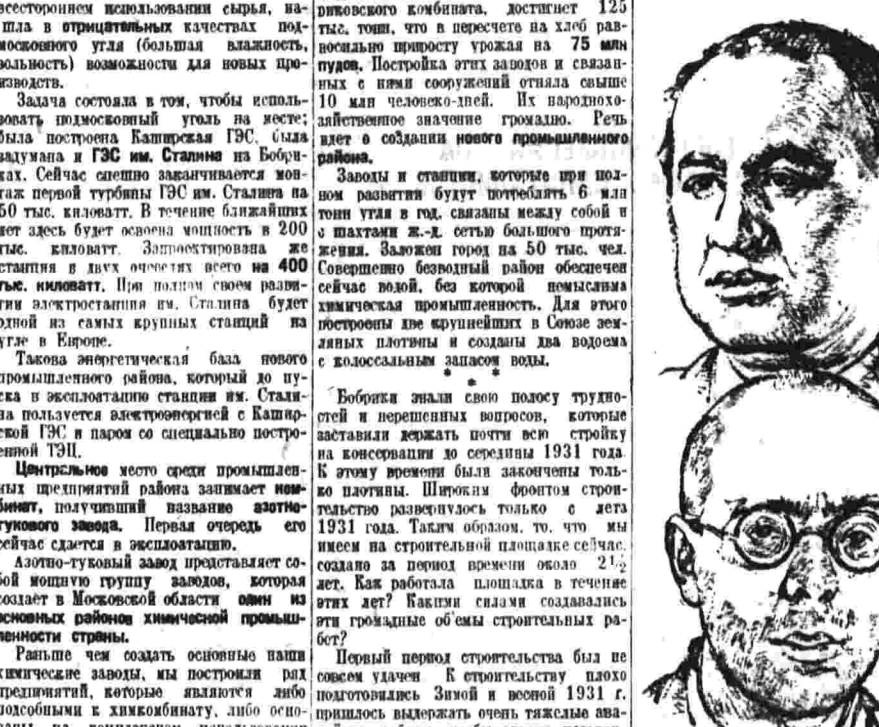 всестороннем использовании сырья, на-
шла в отрицательных качествах под-
московного угля (большая влажность,
зольность) возможности для новых про-
изводств.
Задача состояла в том, чтобы исполь-
зовать подмосковный уголь на месте;
была построена Каширская ГЭС, была
задумана и ГЭС им. Сталина на Бобри-
ках. Сейчас спешно заканчивается мон-
таж первой турбины ГЭС им. Сталина на
50 тыс. киловатт. В течение ближайших
лет здесь будет освоена мощность в 200
тыс. киловатт. Запроектирована же
станция в двух очередях всего на 400
тыс. киловатт. При полном своем разви-
тии электростанция им. Сталина будет
одной из самых крупных станций на
угле в Европе.
Такова энергетическая база нового
промышленного района, который до пу-
ска в эксплоатацию станции им. Стали-
на пользуется электроэнергией с Кашир-
ской ГЭС и паром со специально постро-
енной ТЭЦ.
Центральное место среди промышлен-
ных предприятий района занимает ком-
бинат, получивший название азотно-
тукового завода. Первая очередь его
сейчас сдается в эксплоатацию.
Азотно-туковый завод представляет со-
бой мощную группу заводов, которая
создает в Московской области один из
основных районов химической промыш-
ленности страны.
Раньше чем создать основные наши
химические заводы, мы построили ряд
предприятий, которые являются либо
подсобными к химкомбинату, либо осно-
риковского комбината, достигнет 125
тыс. тонн, что в пересчете на хлеб рав-
носильно приросту урожая на 75 млн
пудов. Постройка этих заводов и связан-
ных с ними сооружений отняла свыше
10 млн человеко-дней. Их народнохо-
зяйственное значение громадно. Речь
идет о создании нового промышленного
района.
Заводы и станции, которые при пол-
ном развитии будут потреблять 6 млн
тонн угля в год, связаны между собой и
с шахтами ж.-д. сетью большого протя-
жения. Заложен город на 50 тыс. чел.
Совершенно безводный район обеспечен
сейчас водой, без которой немыслима
химическая промышленность. Для этого
построены две крупнейших в Союзе зем-
ляных плотины и созданы два водоема
с колоссальным запасом воды.
* * *
Бобрики знали свою полосу трудно-
стей и нерешенных вопросов, которые
заставили держать почти всю стройку
на консервации до середины 1931 года.
К этому времени были закончены толь-
ко плотины. Широким фронтом строи-
тельство развернулось только с лета
1931 года. Таким образом, то, что мы
имеем на строительной площадке сейчас,
создано за период времени около 2½
лет. Как работала площадка в течение
этих лет? Какими силами создавались
эти громадные об'емы строительных ра-
бот?
Первый период строительства был не
совсем удачен. К строительству плохо
подготовились. Зимой и весной 1931 г.
пришлось выдержать очень тяжелые ава-